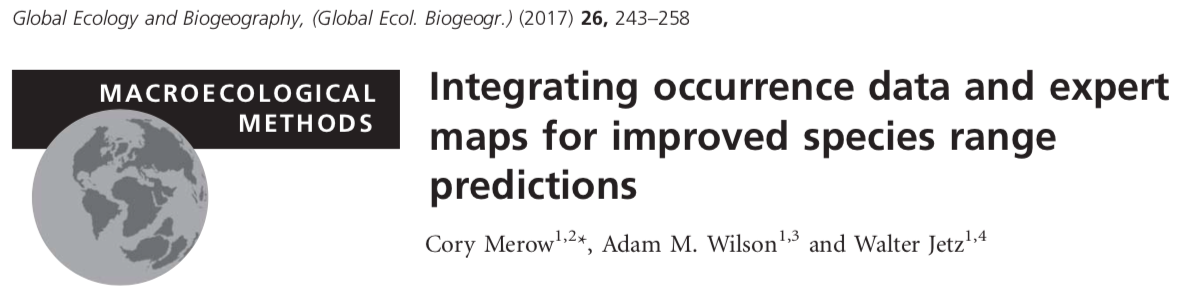 Global Ecology and Biogeography, (Global Ecol. Biogeogr.) (2017) 26, 243–258
MACROECOLOGICAL
METHODS
Integrating occurrence data and expert
maps for improved species range
predictions
Cory Merow1,2*, Adam M. Wilson1,3 and Walter Jetz1,4